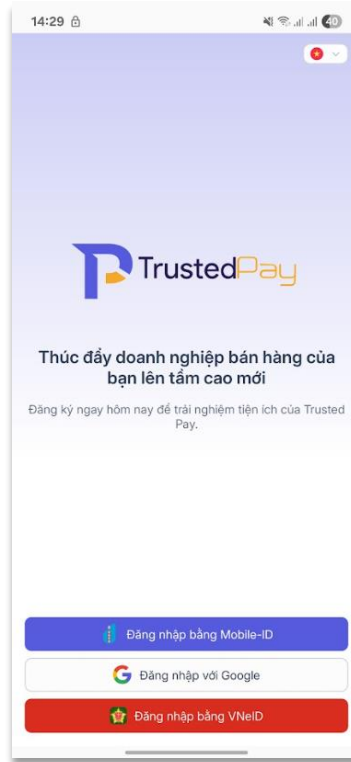 14:29
40
TrustedPay
Thúc đẩy doanh nghiệp bán hàng của
bạn lên tầm cao mới
Đăng ký ngay hôm nay để trải nghiệm tiện ích của Trusted
Pay.
Đăng nhập bằng Mobile-ID
Đăng nhập với Google
Đăng nhập bằng VNeID